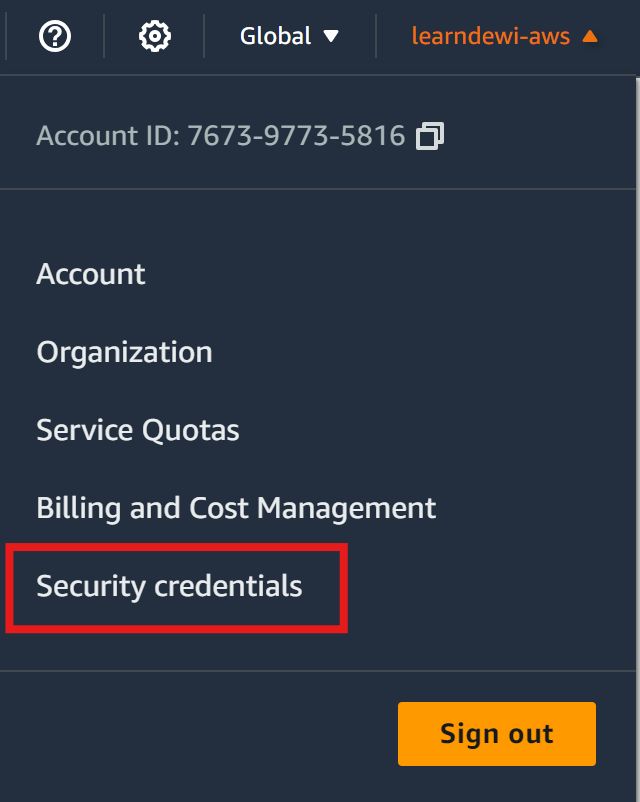 Global learndewi-aws
Account ID: 7673-9773-5816
Account
Organization
Service Quotas
Billing and Cost Management
Security credentials
Sign out